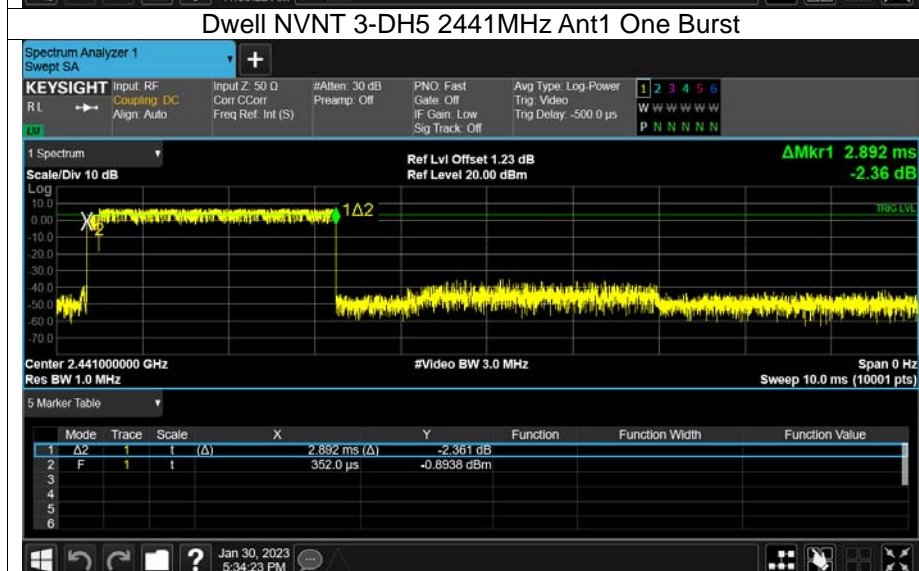 Dwell NVNT 3-DH5 2441MHz Ant1 One Burst
Spectrum Analyzer 1
Swept SA
+
KEYSIGHT Input: RF Input Z: 50 Ω #Atten: 30 dB PNO: Fast Avg Type: Log-Power 1 2 3 4 5 6
R L Coupling: DC Corr CCorr Preamp: Off Gate: Off Trig: Video W W W W W W
Align: Auto Freq Ref: Int (S) IF Gain: Low Trig Delay: -500.0 µs
LXI Sig Track: Off P N N N N N
1 Spectrum Ref Lvl Offset 1.23 dB ΔMkr1 2.892 ms
Scale/Div 10 dB Ref Level 20.00 dBm -2.36 dB
Log
10.0
TRIG LVL
1Δ2
0.00
X2
-10.0
-20.0
-30.0
-40.0
-50.0
-60.0
-70.0
Center 2.441000000 GHz #Video BW 3.0 MHz Span 0 Hz
Res BW 1.0 MHz Sweep 10.0 ms (10001 pts)
5 Marker Table
Mode Trace Scale X Y Function Function Width Function Value
1 Δ2 1 t (Δ) 2.892 ms (Δ) -2.361 dB
2 F 1 t 352.0 µs -0.8938 dBm
3
4
5
6
? Jan 30, 2023
5:34:23 PM